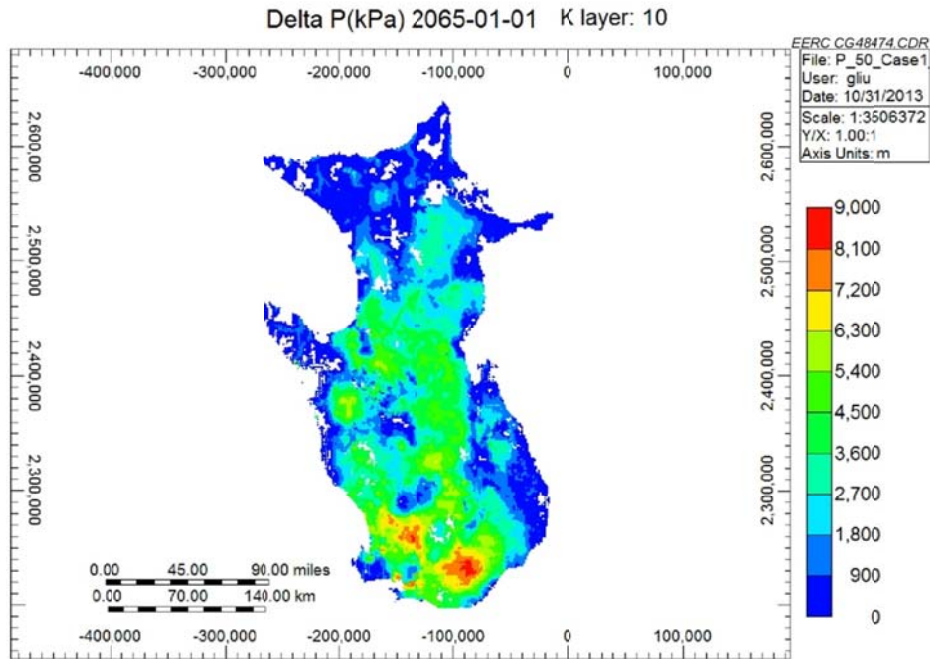 Delta P(kPa) 2065-01-01 K layer: 10
EERC CG48474.CDR
File: P_50_Case1
User: gliu
Date: 10/31/2013
Scale: 1:3506372
Y/X: 1.00:1
Axis Units: m
-400,000 -300,000 -200,000 -100,000 0 100,000
2,600,000 2,600,000
2,500,000 2,500,000
2,400,000 2,400,000
2,300,000 2,300,000
9,000
8,100
7,200
6,300
5,400
4,500
3,600
2,700
1,800
900
0
0.00 45.00 90.00 miles
0.00 70.00 140.00 km
-400,000 -300,000 -200,000 -100,000 0 100,000